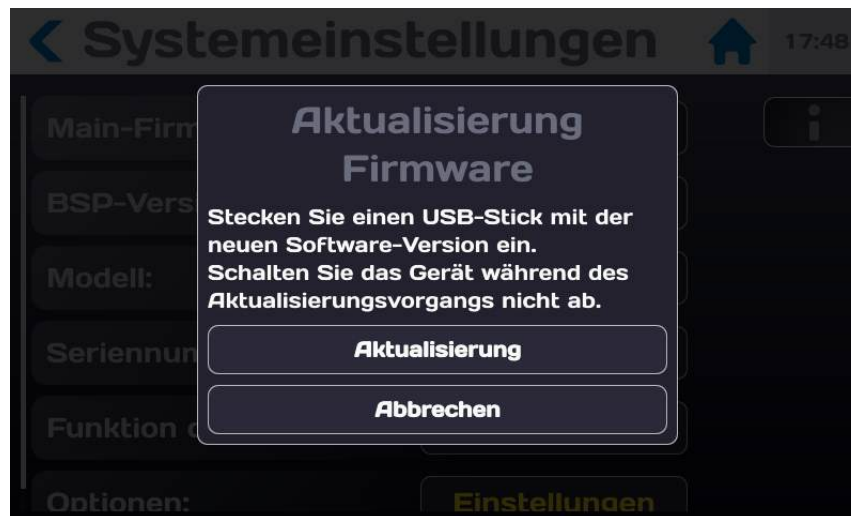 Systemeinstellungen
17:48
Aktualisierung
Firmware
Stecken Sie einen USB-Stick mit der
neuen Software-Version ein.
Schalten Sie das Gerät während des
Aktualisierungsvorgangs nicht ab.
Aktualisierung
Abbrechen
Main-Firm
BSP-Vers
Modell:
Seriennum
Funktion
Optionen:
Einstellungen